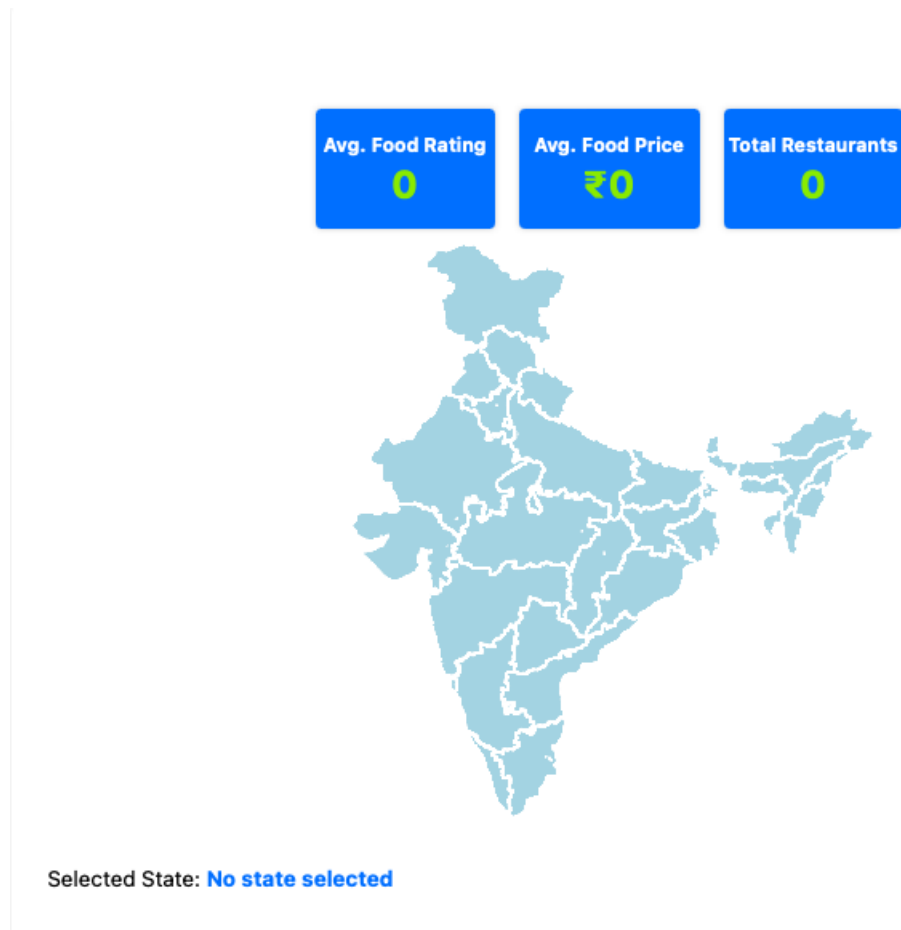 Avg. Food Rating
0
Avg. Food Price
₹0
Total Restaurants
0
Selected State: No state selected